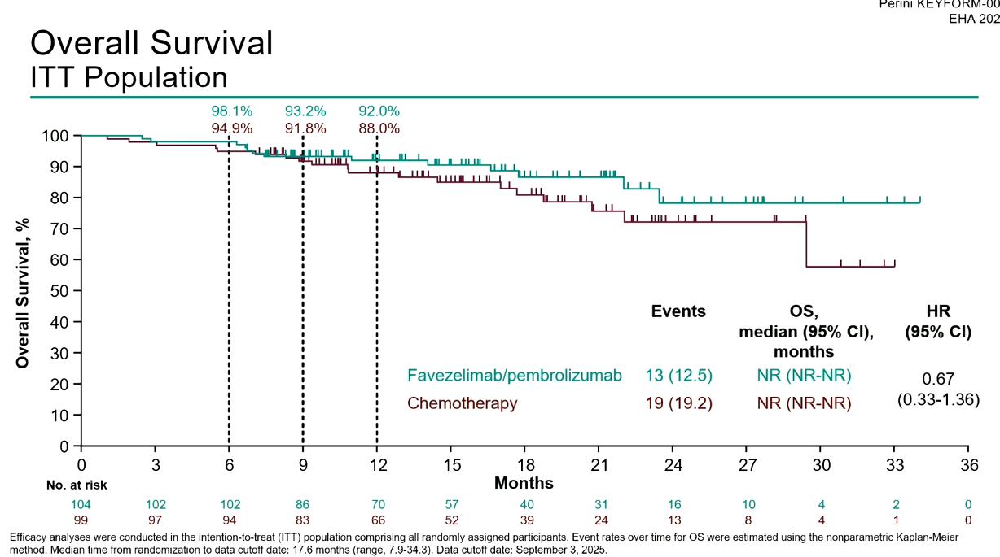 Perini KEYFORM-00
EHA 202
Overall Survival
ITT Population
98.1% 93.2% 92.0%
94.9% 91.8% 88.0%
Overall Survival, %
100
90
80
70
60
50
40
30
20
10
0
Events OS, median (95% CI), months HR (95% CI)
Favezelimab/pembrolizumab 13 (12.5) NR (NR-NR) 0.67
Chemotherapy 19 (19.2) NR (NR-NR) (0.33-1.36)
0 3 6 9 12 15 18 21 24 27 30 33 36
Months
No. at risk
104 102 102 86 70 57 40 31 16 10 4 2 0
99 97 94 83 66 52 39 24 13 8 4 1 0
Efficacy analyses were conducted in the intention-to-treat (ITT) population comprising all randomly assigned participants. Event rates over time for OS were estimated using the nonparametric Kaplan-Meier
method. Median time from randomization to data cutoff date: 17.6 months (range, 7.9-34.3). Data cutoff date: September 3, 2025.